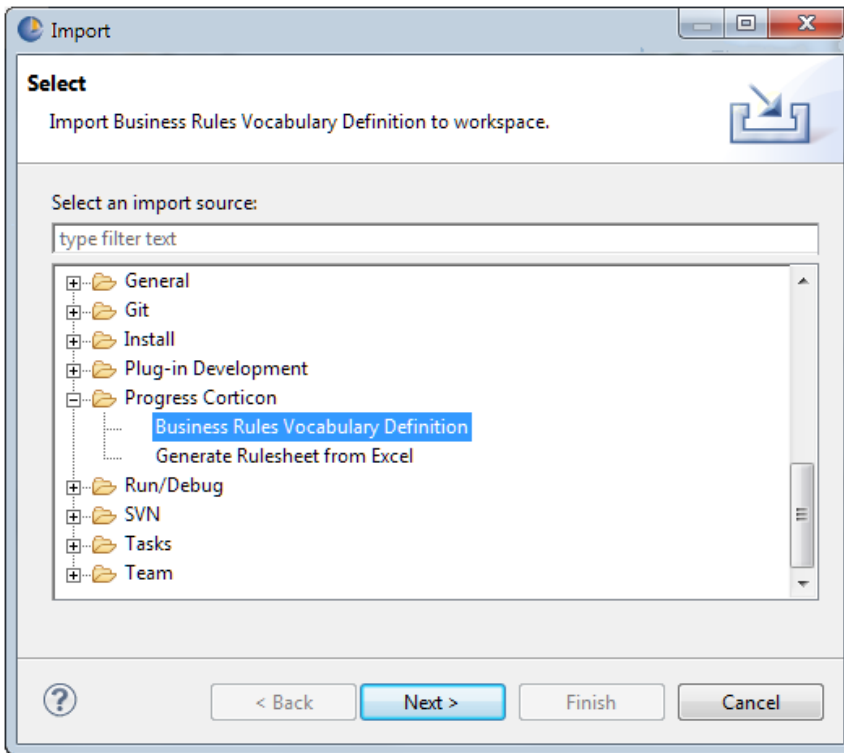 Import
Select
Import Business Rules Vocabulary Definition to workspace.
Select an import source:
type filter text
General
Git
Install
Plug-in Development
Progress Corticon
Business Rules Vocabulary Definition
Generate Rulesheet from Excel
Run/Debug
SVN
Tasks
Team
? < Back Next > Finish Cancel